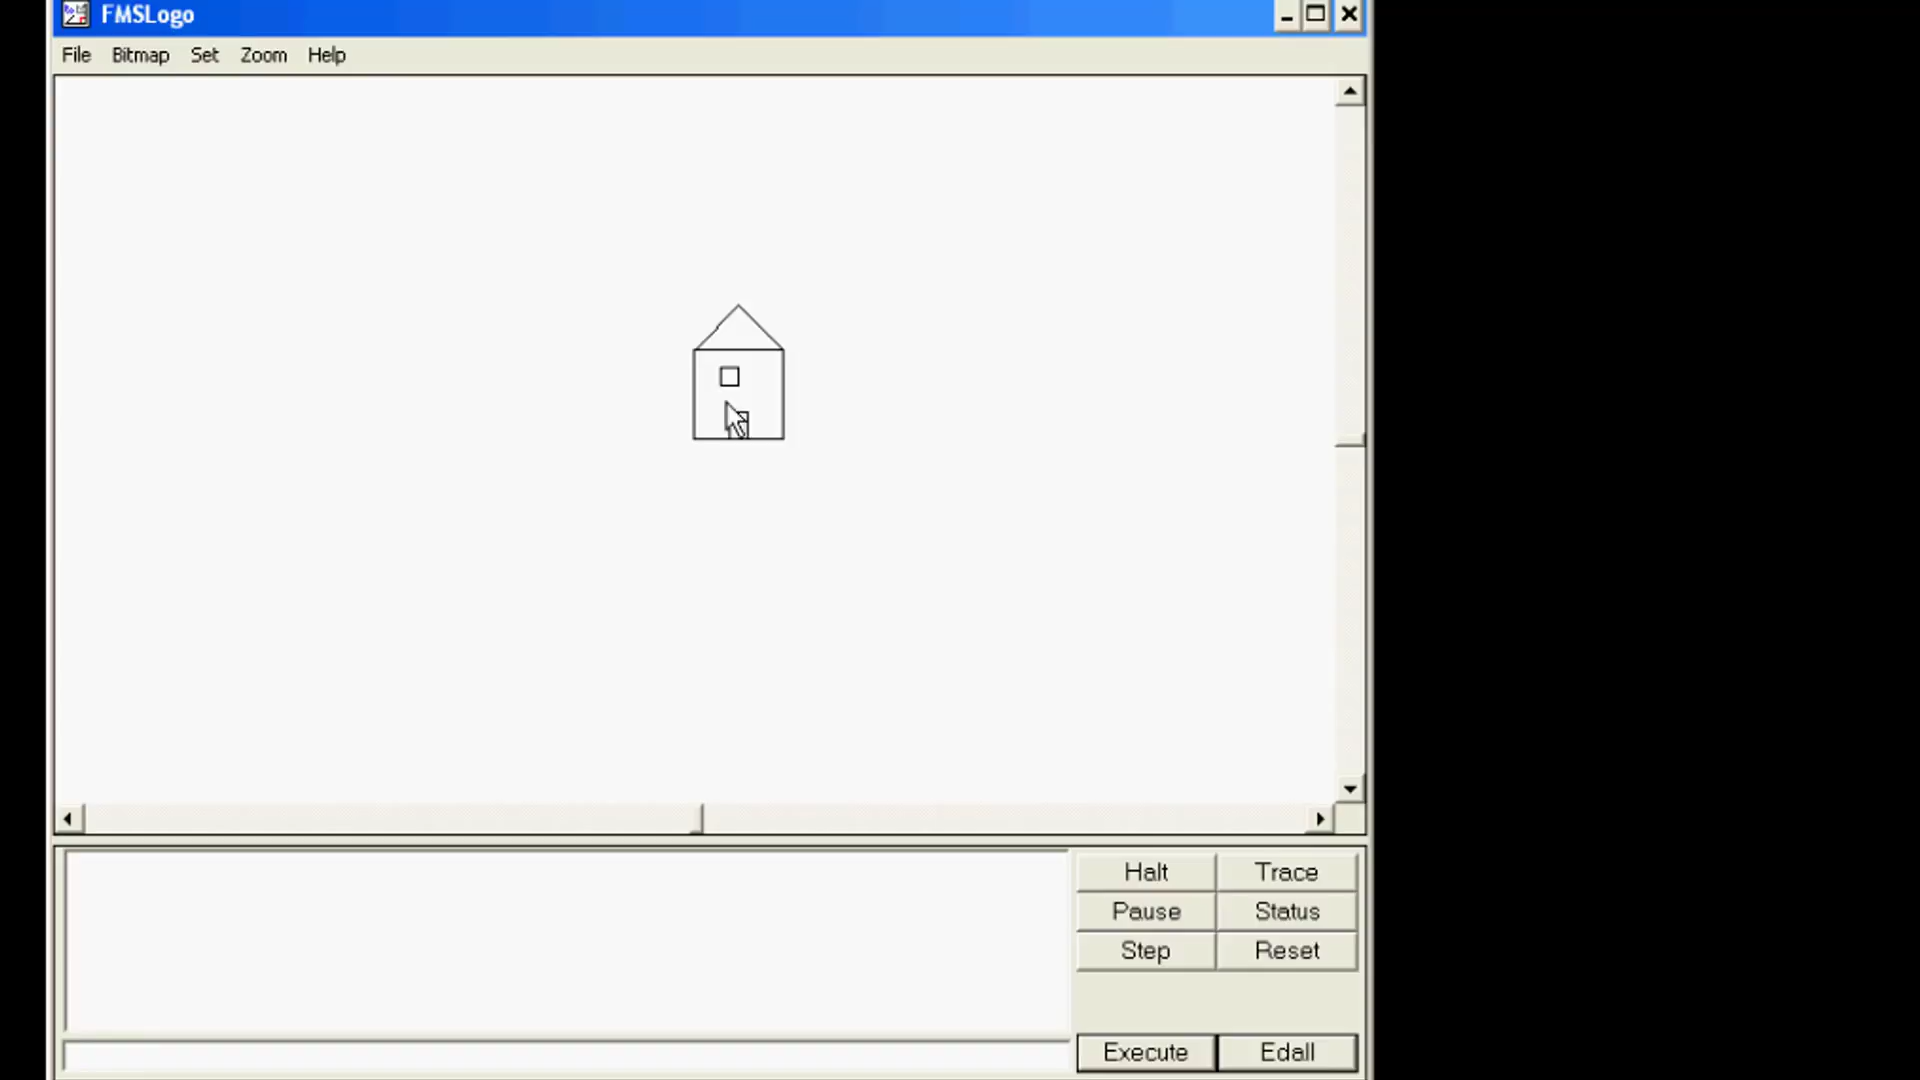 FMSLogo
File Bitmap Set Zoom Help
Halt Trace
Pause Status
Step Reset
Execute Edall